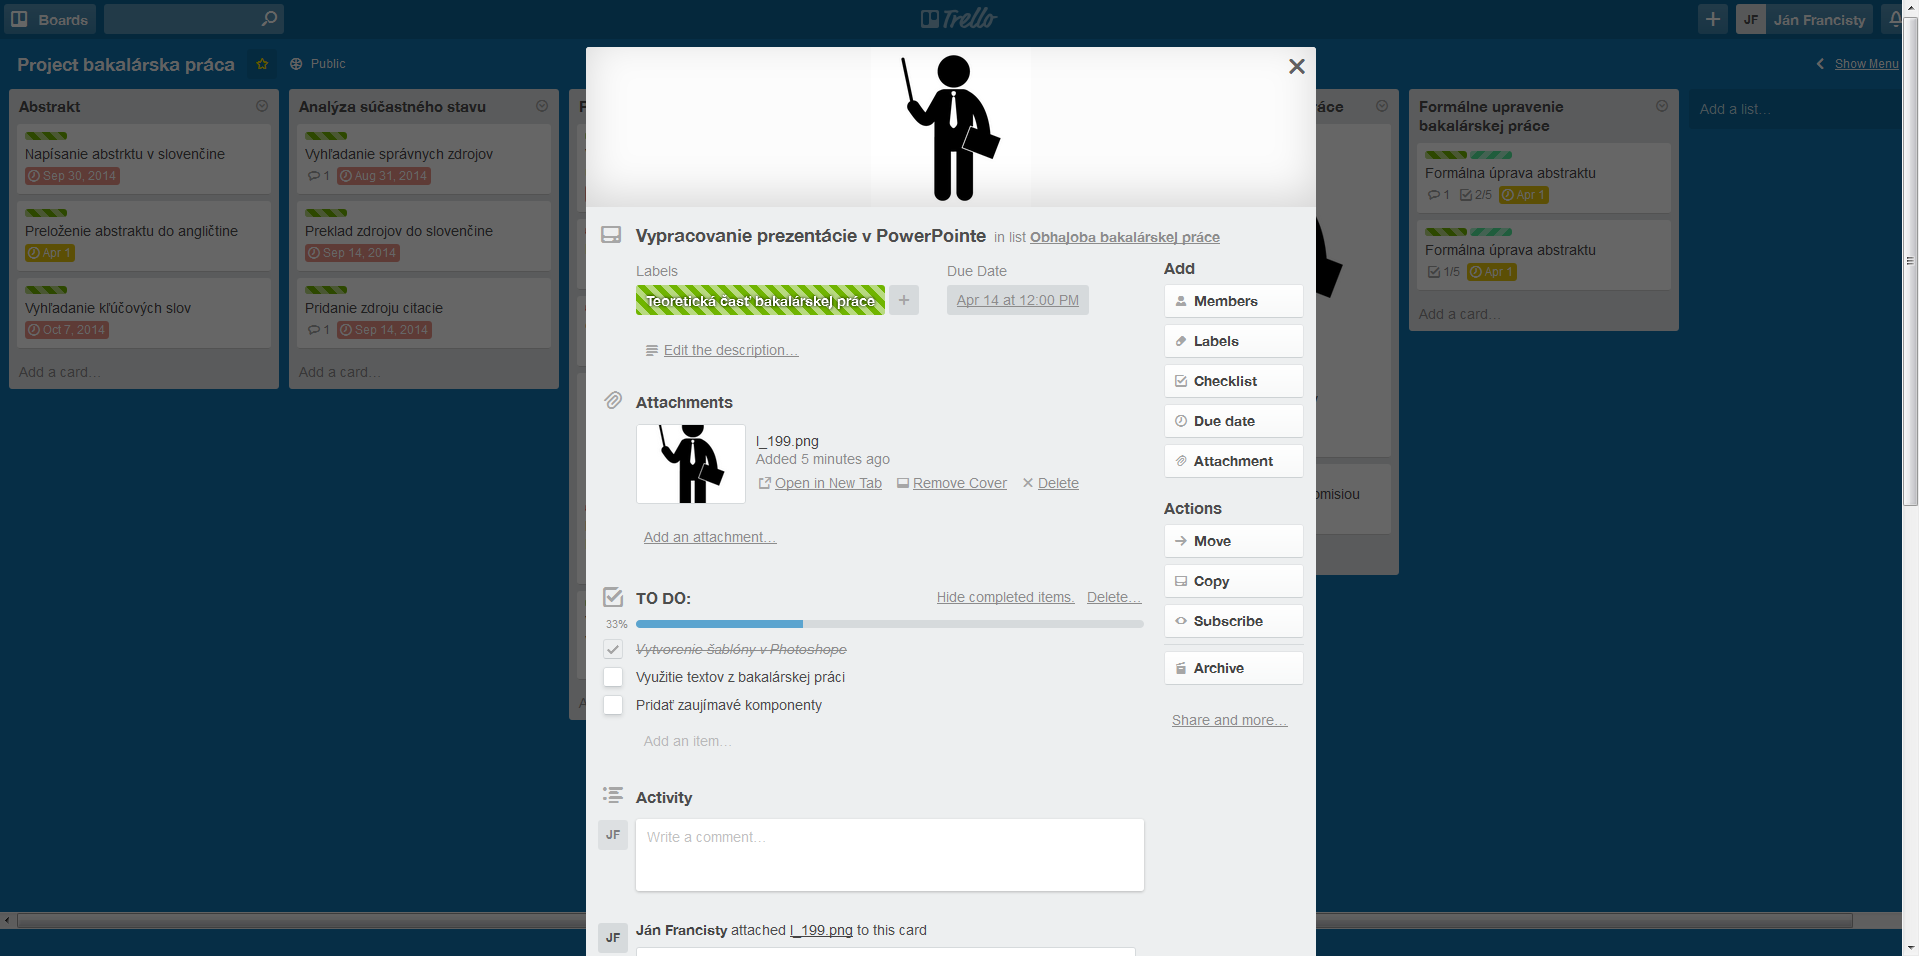 Boards
Trello
JF Ján Francisty
Project bakalárska práca
Public
Show Menu
Abstrakt
Napísanie abstrktu v slovenčine
Sep 30, 2014
Preloženie abstraktu do angličtine
Apr 1
Vyhľadanie kľúčových slov
Oct 7, 2014
Add a card…
Analýza súčastného stavu
Vyhľadanie správnych zdrojov
1 Aug 31, 2014
Preklad zdrojov do slovenčine
Sep 14, 2014
Pridanie zdroju citacie
1 Sep 14, 2014
Add a card…
Vypracovanie prezentácie v PowerPointe in list Obhajoba bakalárskej práce
Labels
Teoretická časť bakalárskej práce
+
Due Date
Apr 14 at 12:00 PM
Edit the description…
Attachments
l_199.png
Added 5 minutes ago
Open in New Tab Remove Cover Delete
Add an attachment…
TO DO:
Hide completed items. Delete…
33%
Vytvorenie šablóny v Photoshope
Využitie textov z bakalárskej práci
Pridať zaujímavé komponenty
Add an item…
Activity
JF
Write a comment…
JF
Ján Francisty attached l_199.png to this card
Add
Members
Labels
Checklist
Due date
Attachment
Actions
Move
Copy
Subscribe
Archive
Share and more…
áce
omisiou
Formálne upravenie
bakalárskej práce
Formálna úprava abstraktu
1 2/5 Apr 1
Formálna úprava abstraktu
1/5 Apr 1
Add a card…
Add a list…